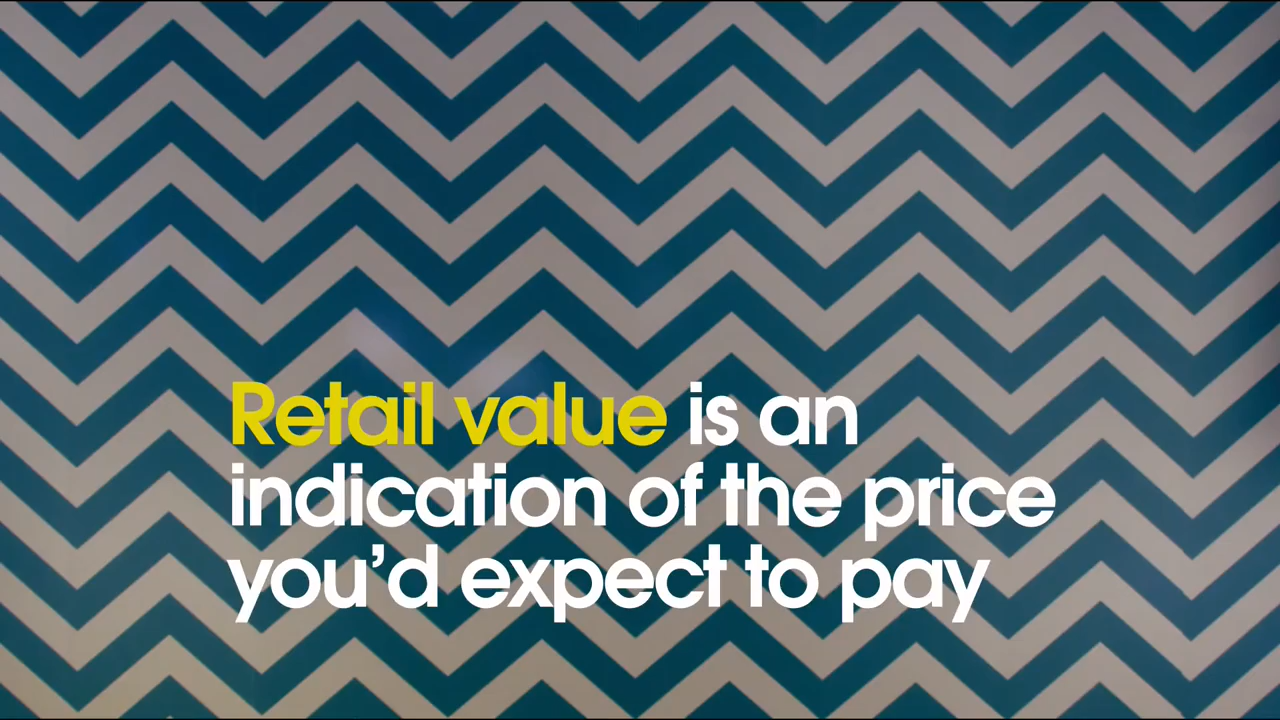 Retail value is an
indication of the price
you’d expect to pay